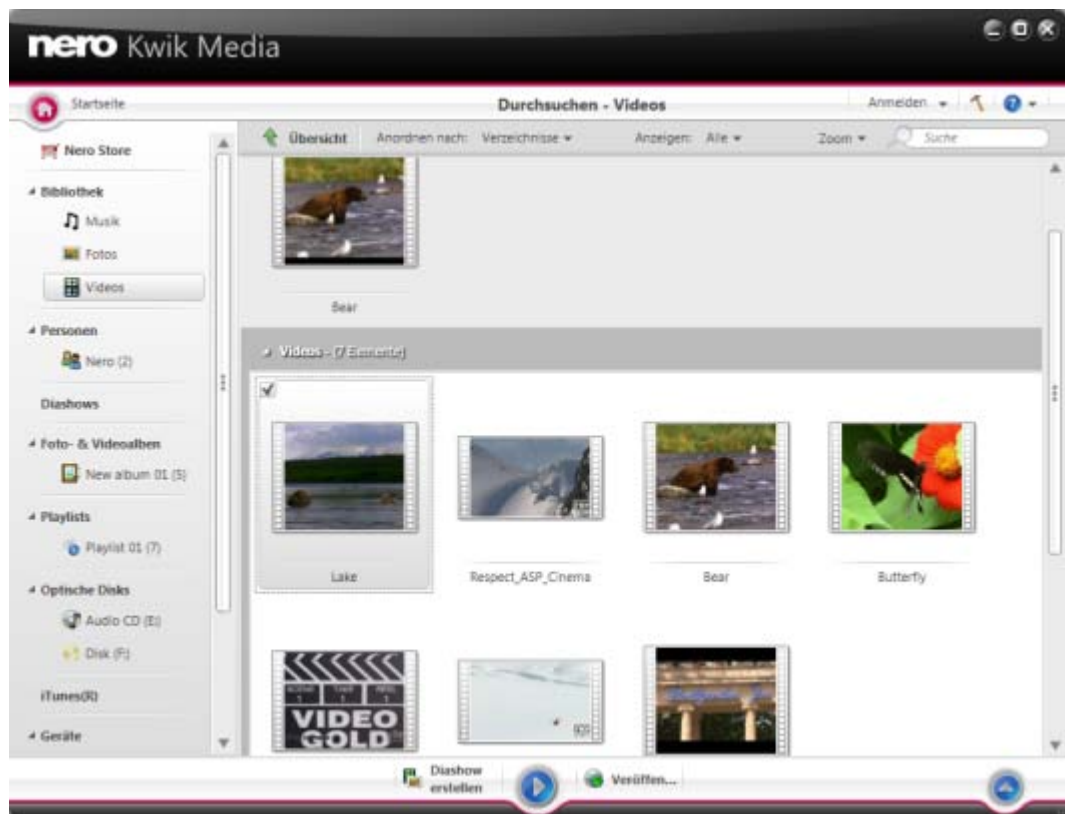 nero Kwik Media
Startseite
Durchsuchen - Videos
Anmelden
Nero Store
Bibliothek
Musik
Fotos
Videos
Personen
Nero (2)
Diashows
Foto- & Videoalben
New album 01 (5)
Playlists
Playlist 01 (7)
Optische Disks
Audio CD (E:)
Disk (F:)
iTunes(R)
Geräte
Übersicht
Anordnen nach: Verzeichnisse
Anzeigen: Alle
Zoom
Suche
Bear
Videos - (7 Elemente)
Lake
Respect_ASP_Cinema
Bear
Butterfly
VIDEO
GOLD
Diashow
erstellen
Veröffen...